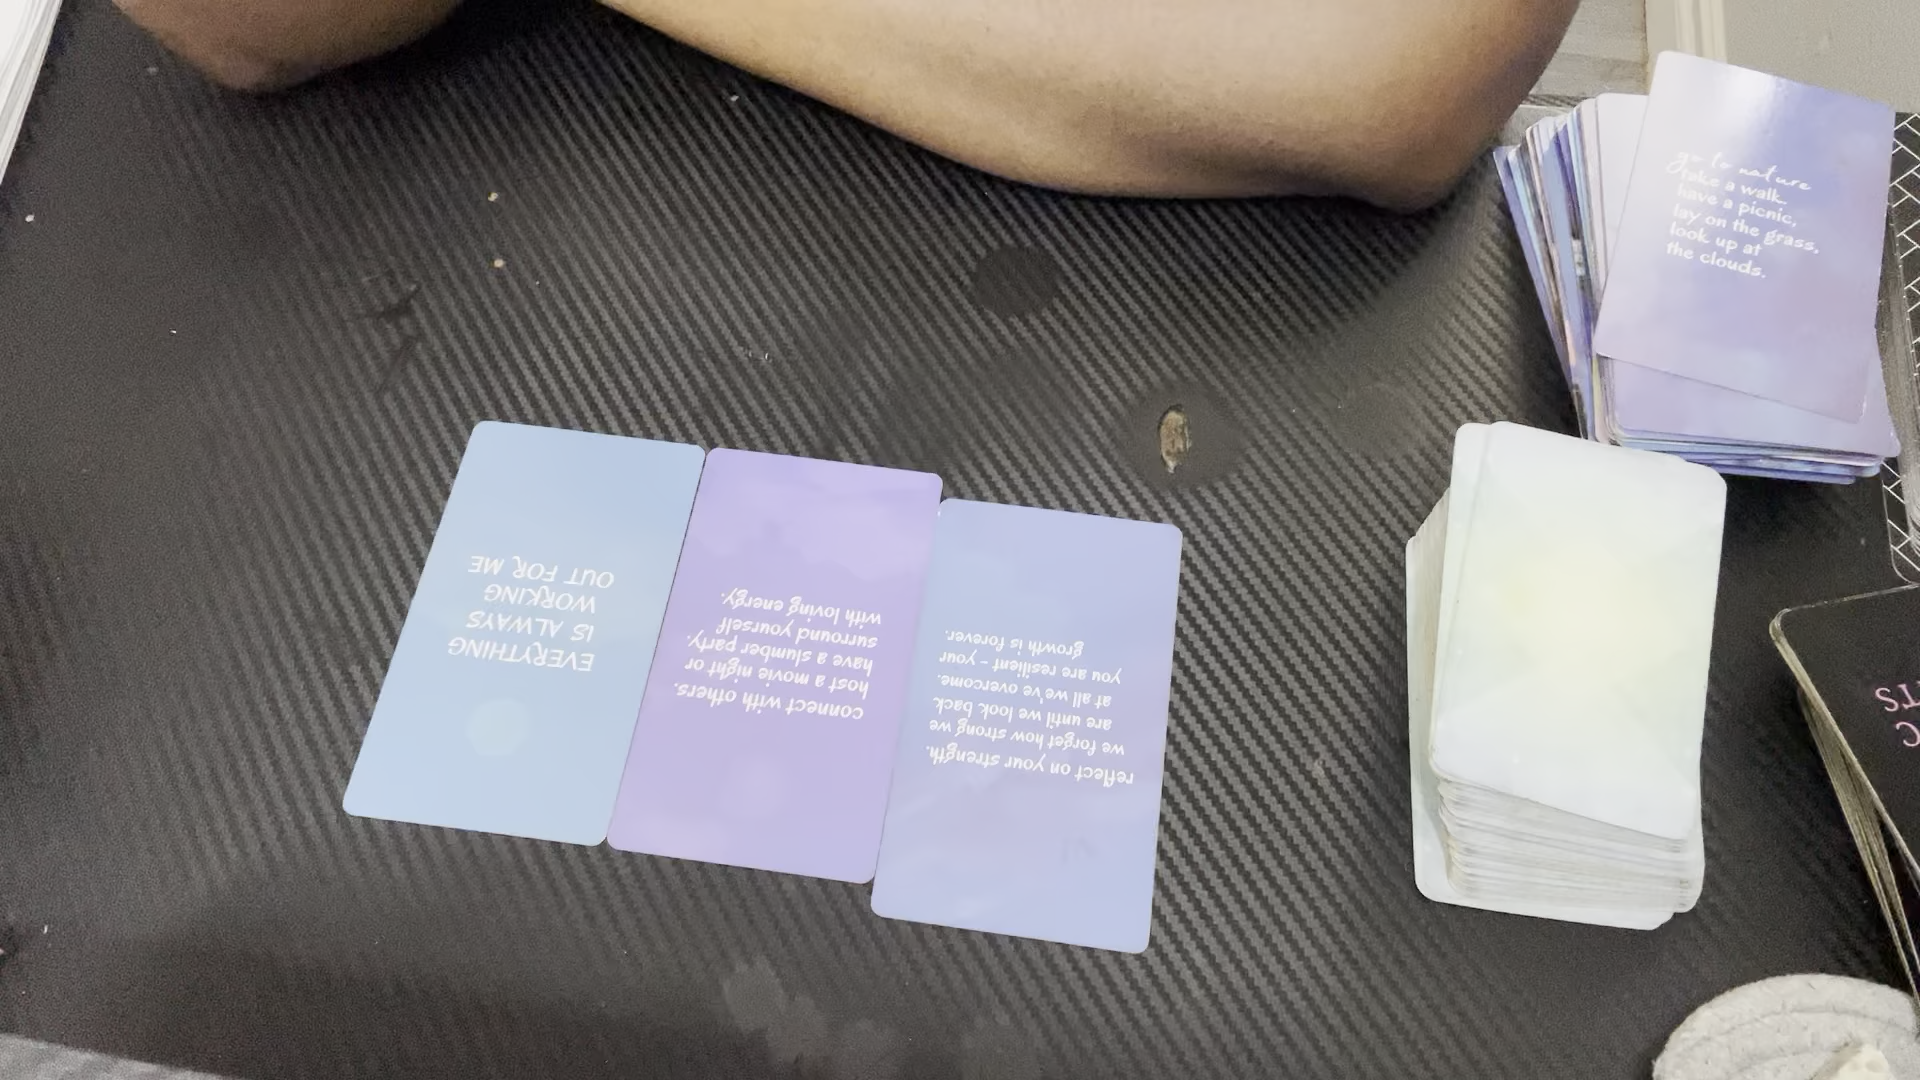 go to nature
take a walk.
have a picnic,
lay on the grass,
look up at
the clouds.
EVERYTHING
IS ALWAYS
WORKING
OUT FOR ME
connect with others.
host a movie night or
have a slumber party.
surround yourself
with loving energy.
reflect on your strength.
we forget how strong we
are until we look back
at all we've overcome.
you are resilient - your
growth is forever.